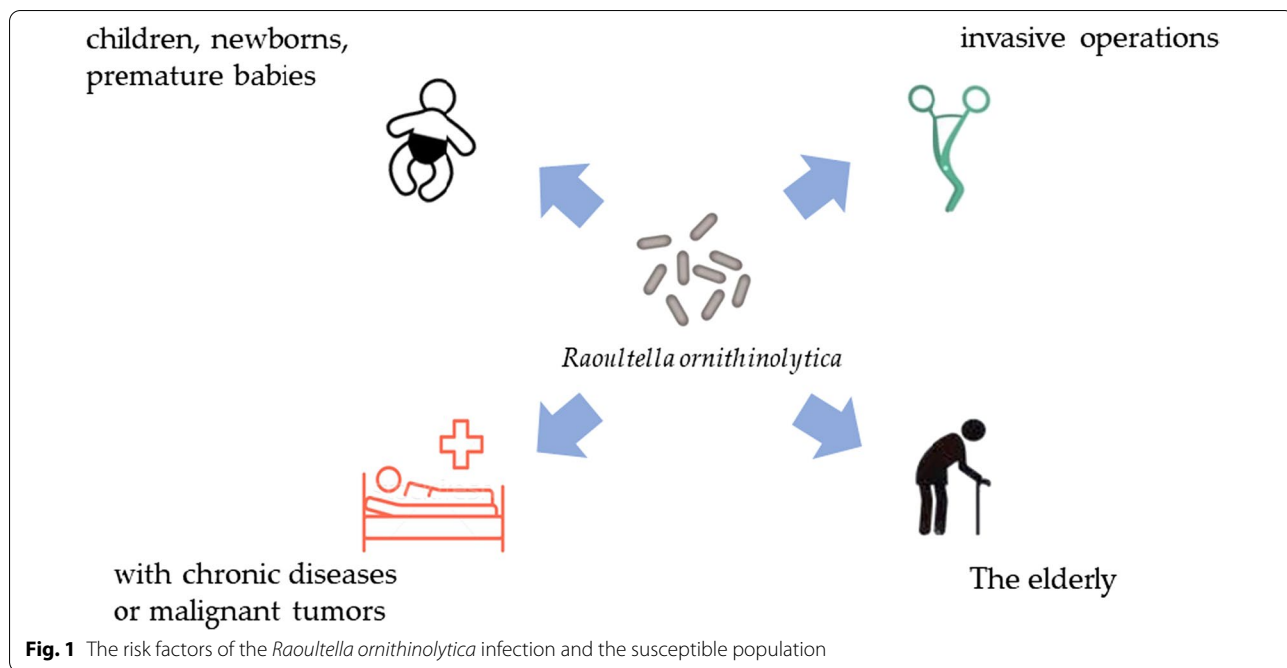 children, newborns,
premature babies
invasive operations
Raoultella ornithinolytica
with chronic diseases
or malignant tumors
The elderly
Fig. 1 The risk factors of the Raoultella ornithinolytica infection and the susceptible population